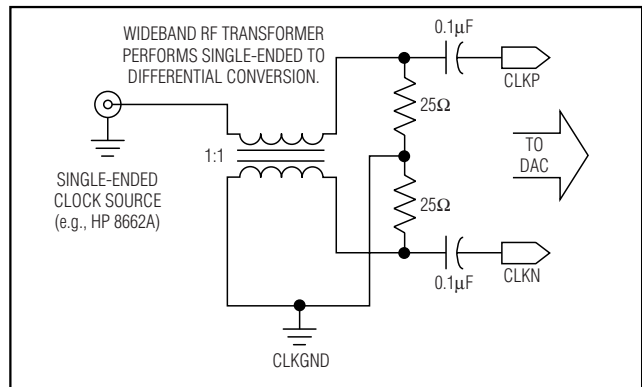 WIDEBAND RF TRANSFORMER
PERFORMS SINGLE-ENDED TO
DIFFERENTIAL CONVERSION.
0.1μF
CLKP
25Ω
1:1
TO
DAC
SINGLE-ENDED
CLOCK SOURCE
(e.g., HP 8662A)
25Ω
0.1μF
CLKN
CLKGND